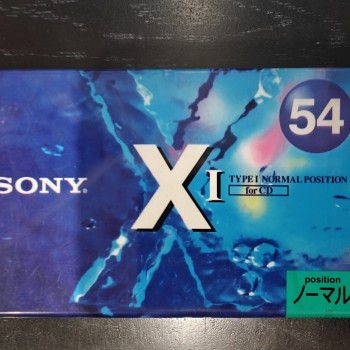 54
SONY®
XI
TYPE I NORMAL POSITION
for CD
position
ノーマル